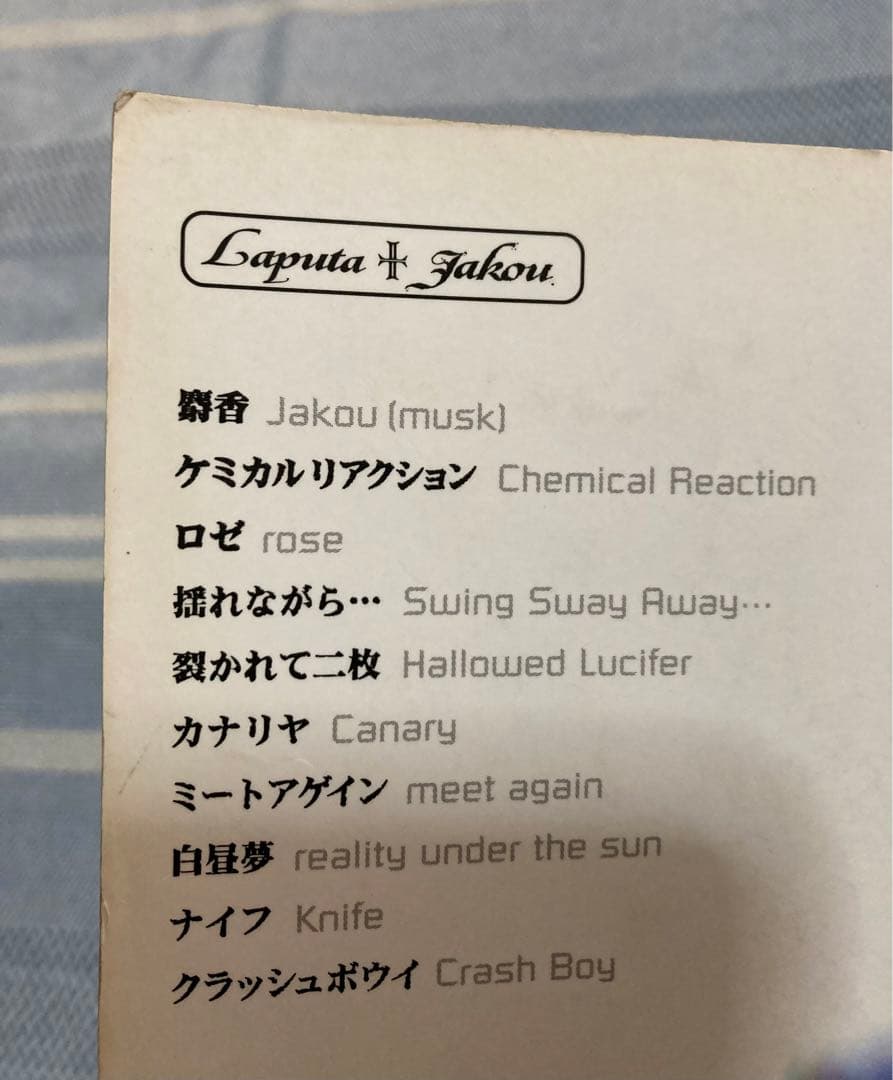 Laputa ✙ Jakou.
麝香 Jakou (musk)
ケミカルリアクション Chemical Reaction
ロゼ rose
揺れながら… Swing Sway Away…
裂かれて二枚 Hallowed Lucifer
カナリヤ Canary
ミートアゲイン meet again
白昼夢 reality under the sun
ナイフ Knife
クラッシュボウイ Crash Boy